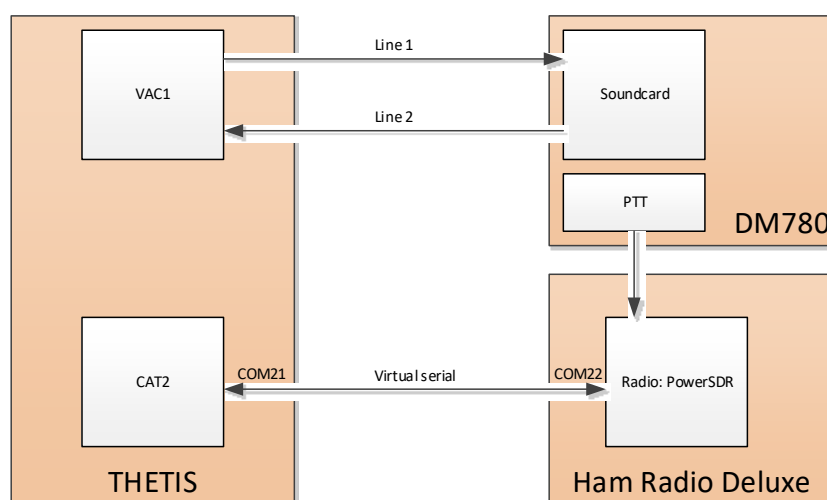 Line 1
VAC1
Soundcard
Line 2
PTT
DM780
COM21
Virtual serial
COM22
CAT2
Radio: PowerSDR
THETIS
Ham Radio Deluxe